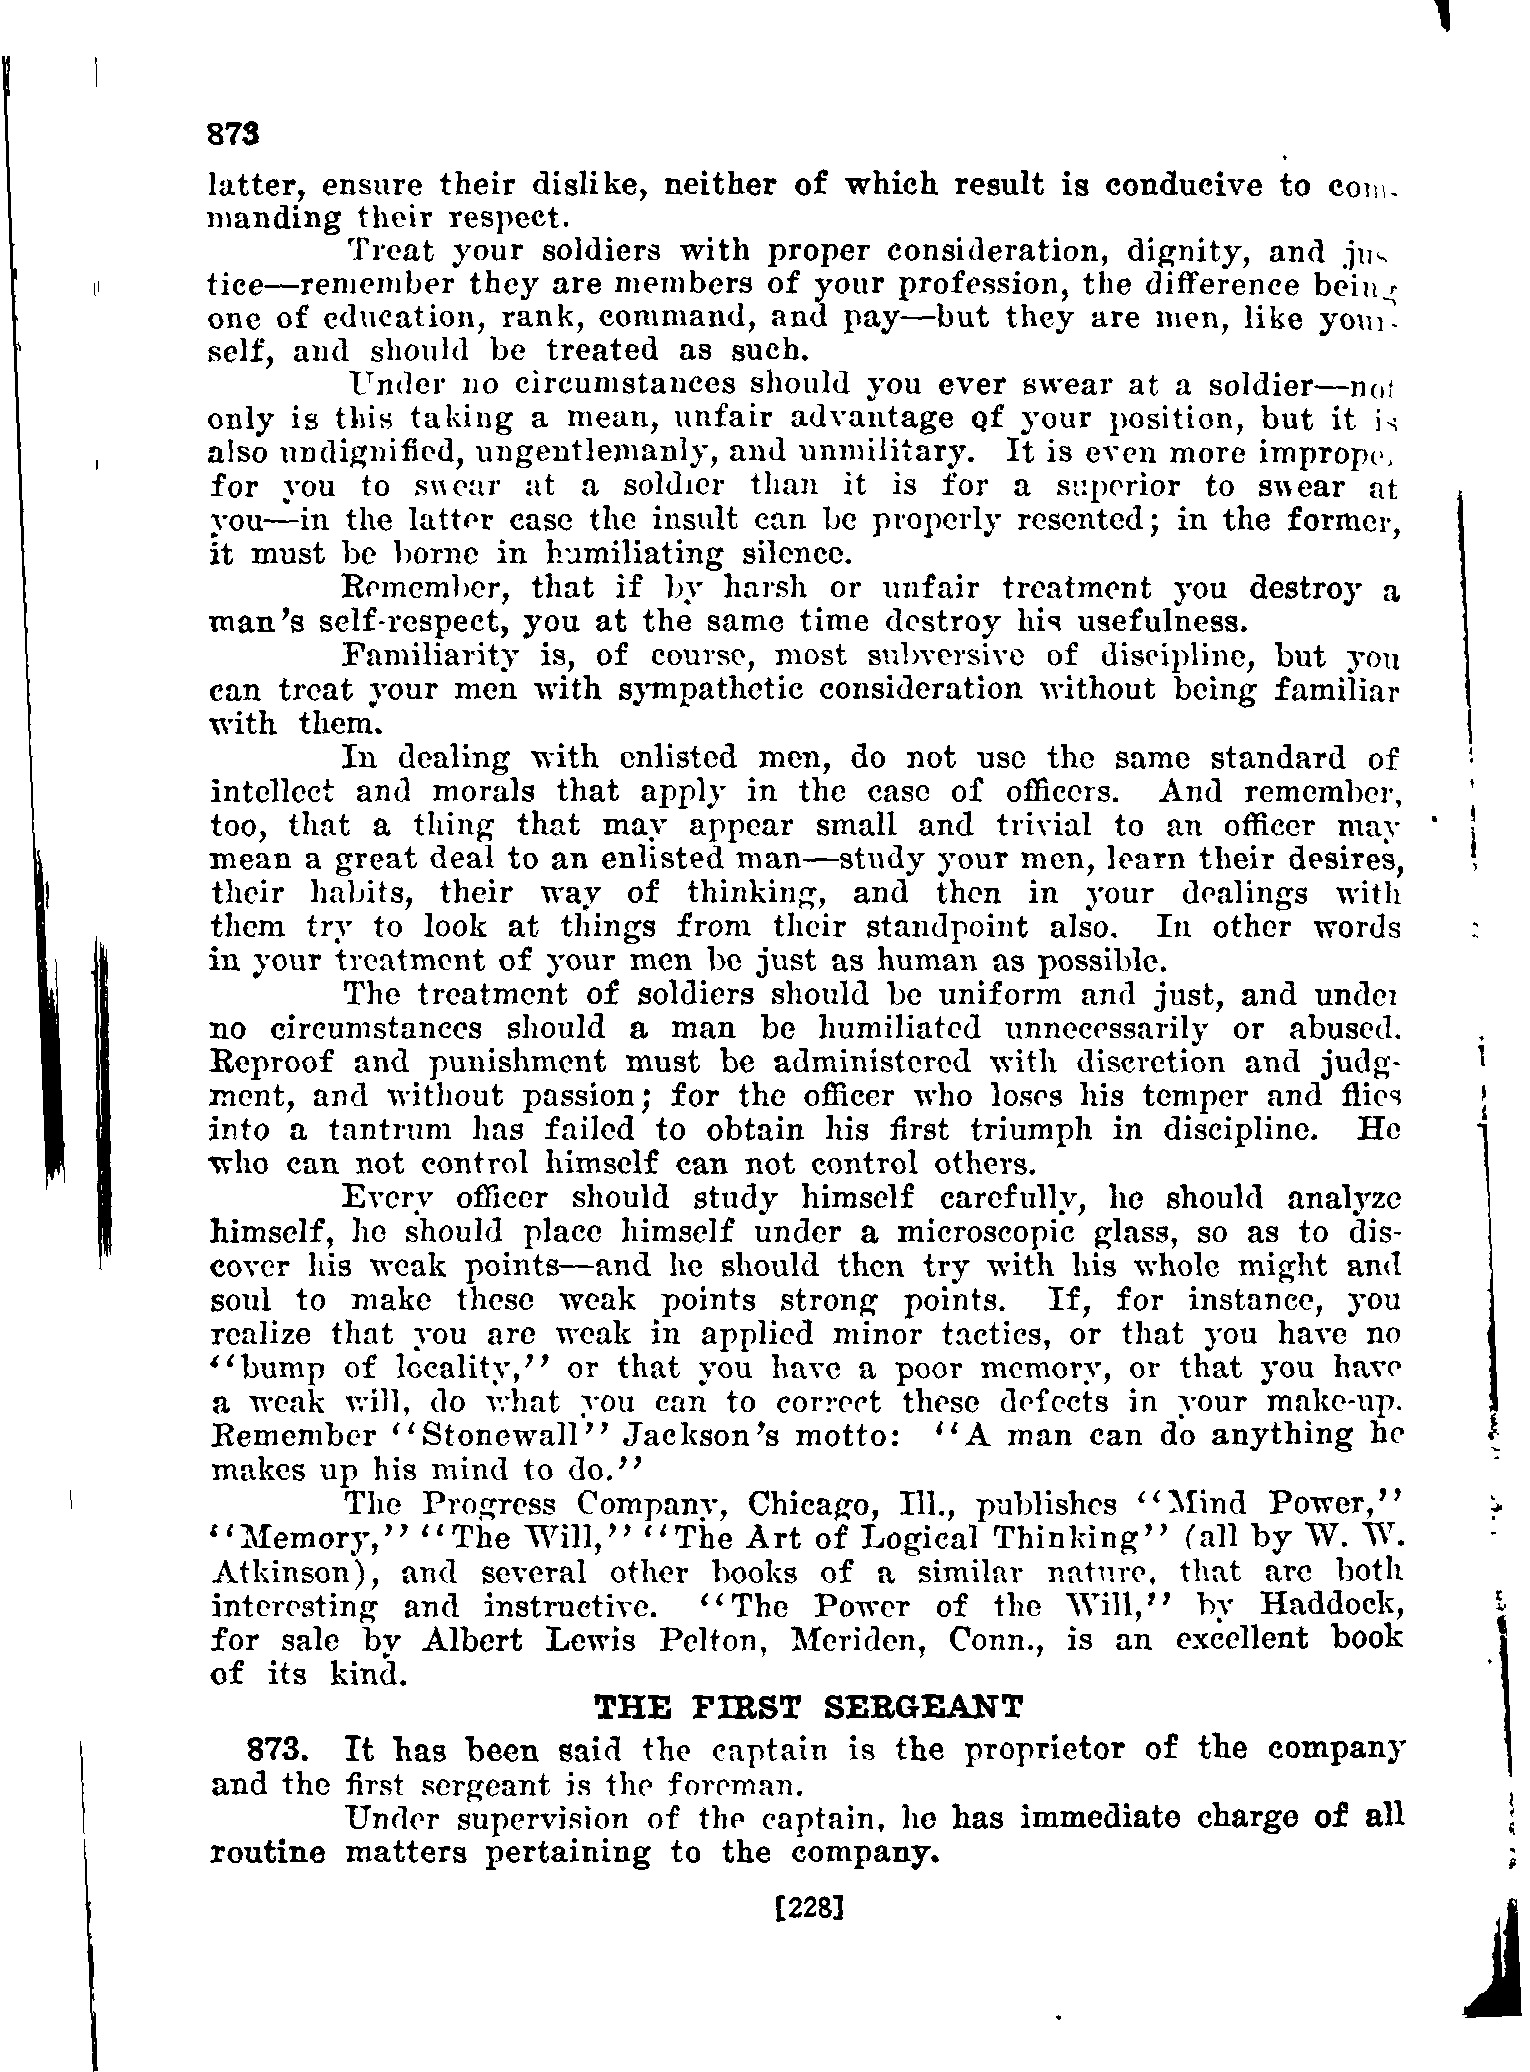 873
latter, ensure their dislike, neither of which result is conducive to com-
manding their respect.
Treat your soldiers with proper consideration, dignity, and jus
tice—remember they are members of your profession, the difference being
one of education, rank, command, and pay—but they are men, like your-
self, and should be treated as such.
Under no circumstances should you ever swear at a soldier—not
only is this taking a mean, unfair advantage of your position, but it is
also undignified, ungentlemanly, and unmilitary. It is even more improper
for you to swear at a soldier than it is for a superior to swear at
you—in the latter case the insult can be properly resented; in the former,
it must be borne in humiliating silence.
Remember, that if by harsh or unfair treatment you destroy a
man's self-respect, you at the same time destroy his usefulness.
Familiarity is, of course, most subversive of discipline, but you
can treat your men with sympathetic consideration without being familiar
with them.
In dealing with enlisted men, do not use the same standard of
intellect and morals that apply in the case of officers. And remember,
too, that a thing that may appear small and trivial to an officer may
mean a great deal to an enlisted man—study your men, learn their desires,
their habits, their way of thinking, and then in your dealings with
them try to look at things from their standpoint also. In other words
in your treatment of your men be just as human as possible.
The treatment of soldiers should be uniform and just, and under
no circumstances should a man be humiliated unnecessarily or abused.
Reproof and punishment must be administered with discretion and judg-
ment, and without passion; for the officer who loses his temper and flies
into a tantrum has failed to obtain his first triumph in discipline. He
who can not control himself can not control others.
Every officer should study himself carefully, he should analyze
himself, he should place himself under a microscopic glass, so as to dis-
cover his weak points—and he should then try with his whole might and
soul to make these weak points strong points. If, for instance, you
realize that you are weak in applied minor tactics, or that you have no
"bump of locality," or that you have a poor memory, or that you have
a weak will, do what you can to correct these defects in your make-up.
Remember "Stonewall" Jackson's motto: "A man can do anything he
makes up his mind to do."
The Progress Company, Chicago, Ill., publishes "Mind Power,"
"Memory," "The Will," "The Art of Logical Thinking" (all by W. W.
Atkinson), and several other books of a similar nature, that are both
interesting and instructive. "The Power of the Will," by Haddock,
for sale by Albert Lewis Pelton, Meriden, Conn., is an excellent book
of its kind.
THE FIRST SERGEANT
873. It has been said the captain is the proprietor of the company
and the first sergeant is the foreman.
Under supervision of the captain, he has immediate charge of all
routine matters pertaining to the company.
[228]